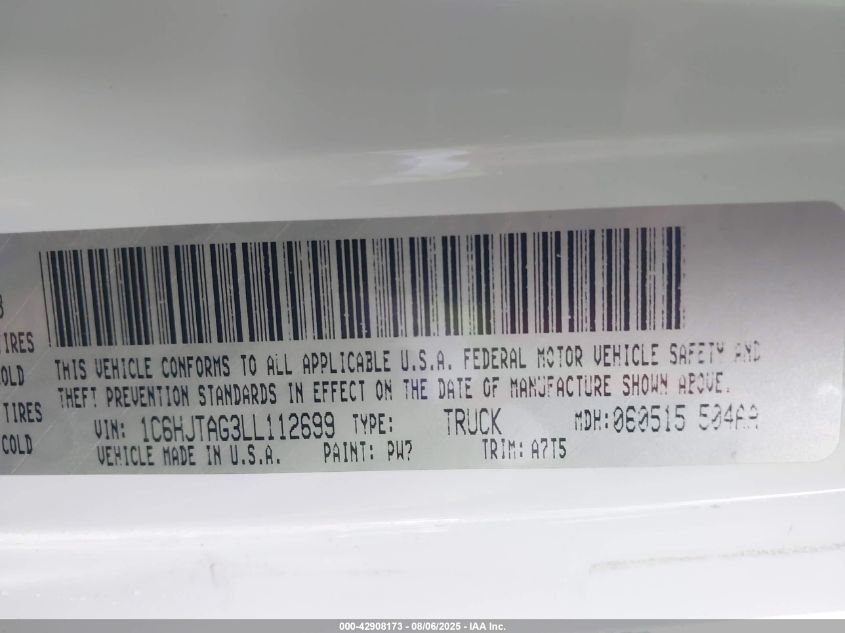 8
TIRES
COLD
TIRES
COLD
THIS VEHICLE CONFORMS TO ALL APPLICABLE U.S.A. FEDERAL MOTOR VEHICLE SAFETY AND
THEFT PREVENTION STANDARDS IN EFFECT ON THE DATE OF MANUFACTURE SHOWN ABOVE.
VIN: 1C6HJTAG3LL112699 TYPE: TRUCK MDH:060515 504AA
VEHICLE MADE IN U.S.A. PAINT: PW7 TRIM: A7T5
000-42908173 - 08/06/2025 - IAA Inc.